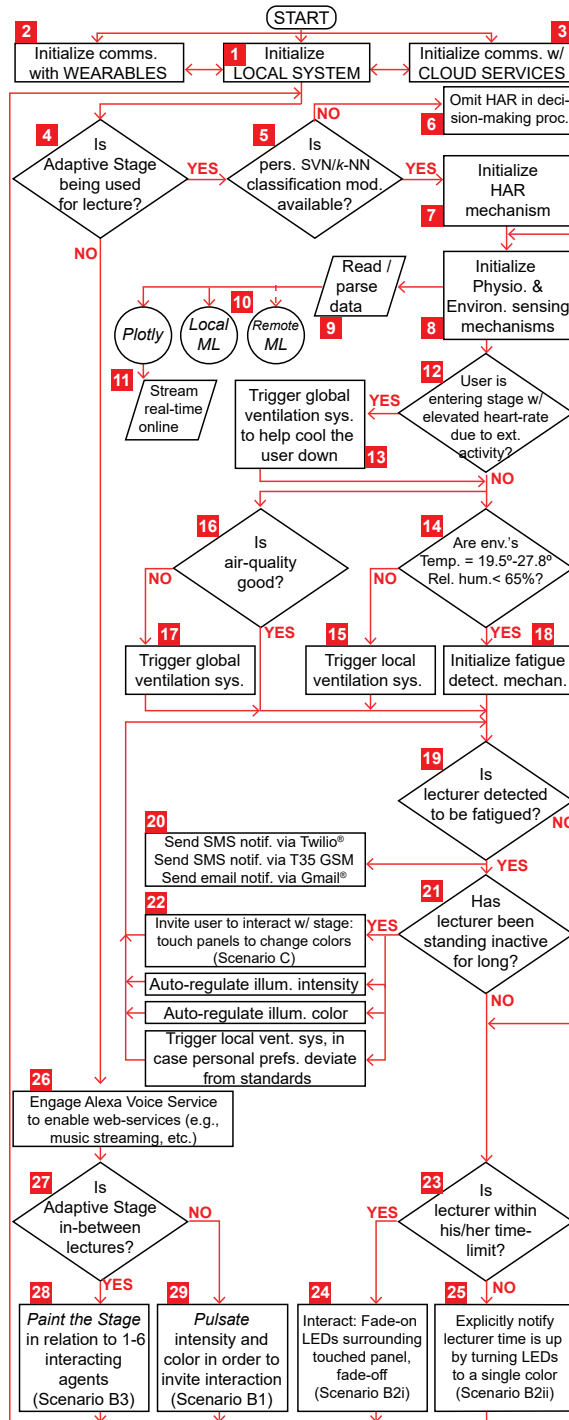 START
2
Initialize comms.
with WEARABLES
1
Initialize
LOCAL SYSTEM
3
Initialize comms. w/
CLOUD SERVICES
4
Is
Adaptive Stage
being used
for lecture?
YES
NO
5
Is
pers. SVN/k-NN
classification mod.
available?
NO
YES
6
Omit HAR in deci-
sion-making proc.
7
Initialize
HAR
mechanism
8
Initialize
Physio. &
Environ. sensing
mechanisms
9
Read /
parse
data
10
Plotly
Local
ML
Remote
ML
11
Stream
real-time
online
12
User is
entering stage w/
elevated heart-rate
due to ext.
activity?
YES
NO
13
Trigger global
ventilation sys.
to help cool the
user down
16
Is
air-quality
good?
NO
YES
14
Are env.'s
Temp. = 19.5º-27.8º
Rel. hum.< 65%?
NO
YES
17
Trigger global
ventilation sys.
15
Trigger local
ventilation sys.
18
Initialize fatigue
detect. mechan.
19
Is
lecturer detected
to be fatigued?
NO
YES
20
Send SMS notif. via Twilio®
Send SMS notif. via T35 GSM
Send email notif. via Gmail®
21
Has
lecturer been
standing inactive
for long?
YES
NO
22
Invite user to interact w/ stage:
touch panels to change colors
(Scenario C)
Auto-regulate illum. intensity
Auto-regulate illum. color
Trigger local vent. sys, in
case personal prefs. deviate
from standards
26
Engage Alexa Voice Service
to enable web-services (e.g.,
music streaming, etc.)
27
Is
Adaptive Stage
in-between
lectures?
NO
YES
23
Is
lecturer within
his/her time-
limit?
YES
NO
28
Paint the Stage
in relation to 1-6
interacting
agents
(Scenario B3)
29
Pulsate
intensity and
color in order to
invite interaction
(Scenario B1)
24
Interact: Fade-on
LEDs surrounding
touched panel,
fade-off
(Scenario B2i)
25
Explicitly notify
lecturer time is up
by turning LEDs
to a single color
(Scenario B2ii)